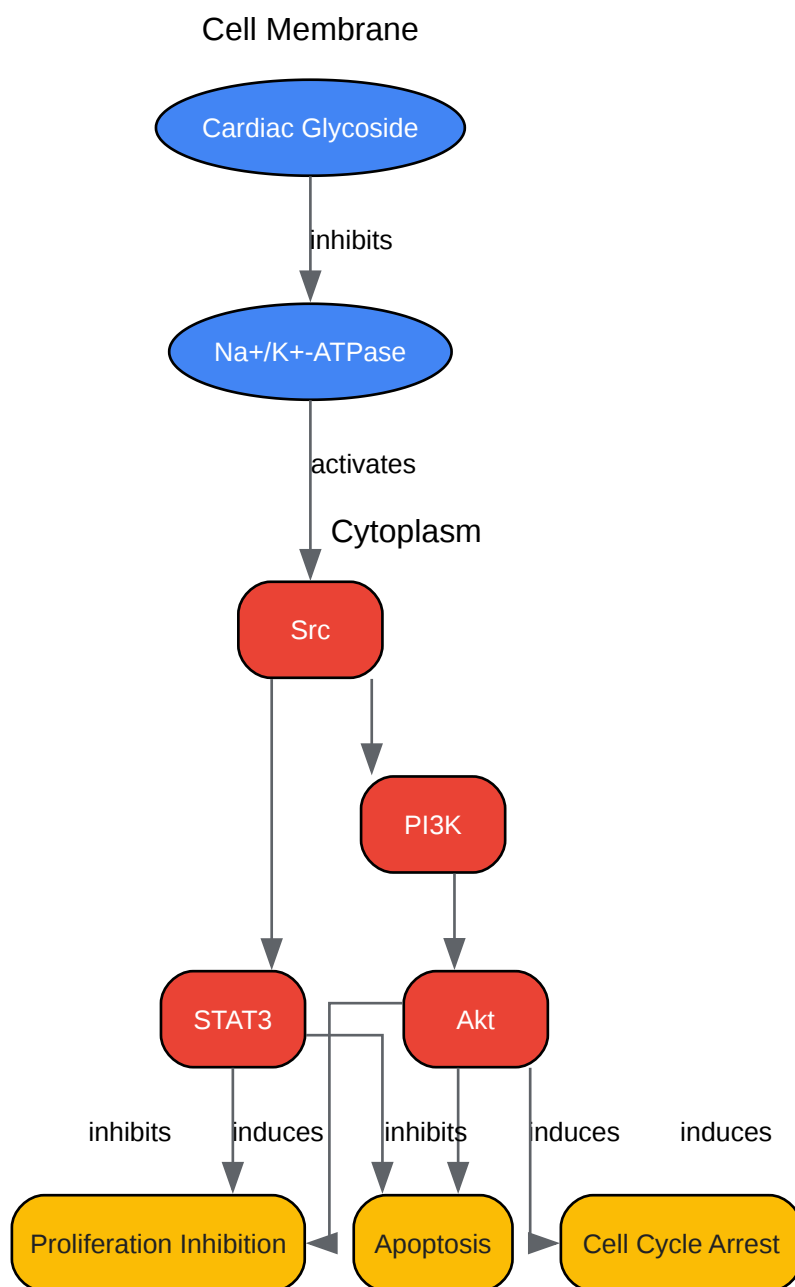 Cell Membrane
Cardiac Glycoside
inhibits
Na+/K+-ATPase
activates
Cytoplasm
Src
PI3K
STAT3
Akt
inhibits
induces
inhibits
induces
induces
Proliferation Inhibition
Apoptosis
Cell Cycle Arrest